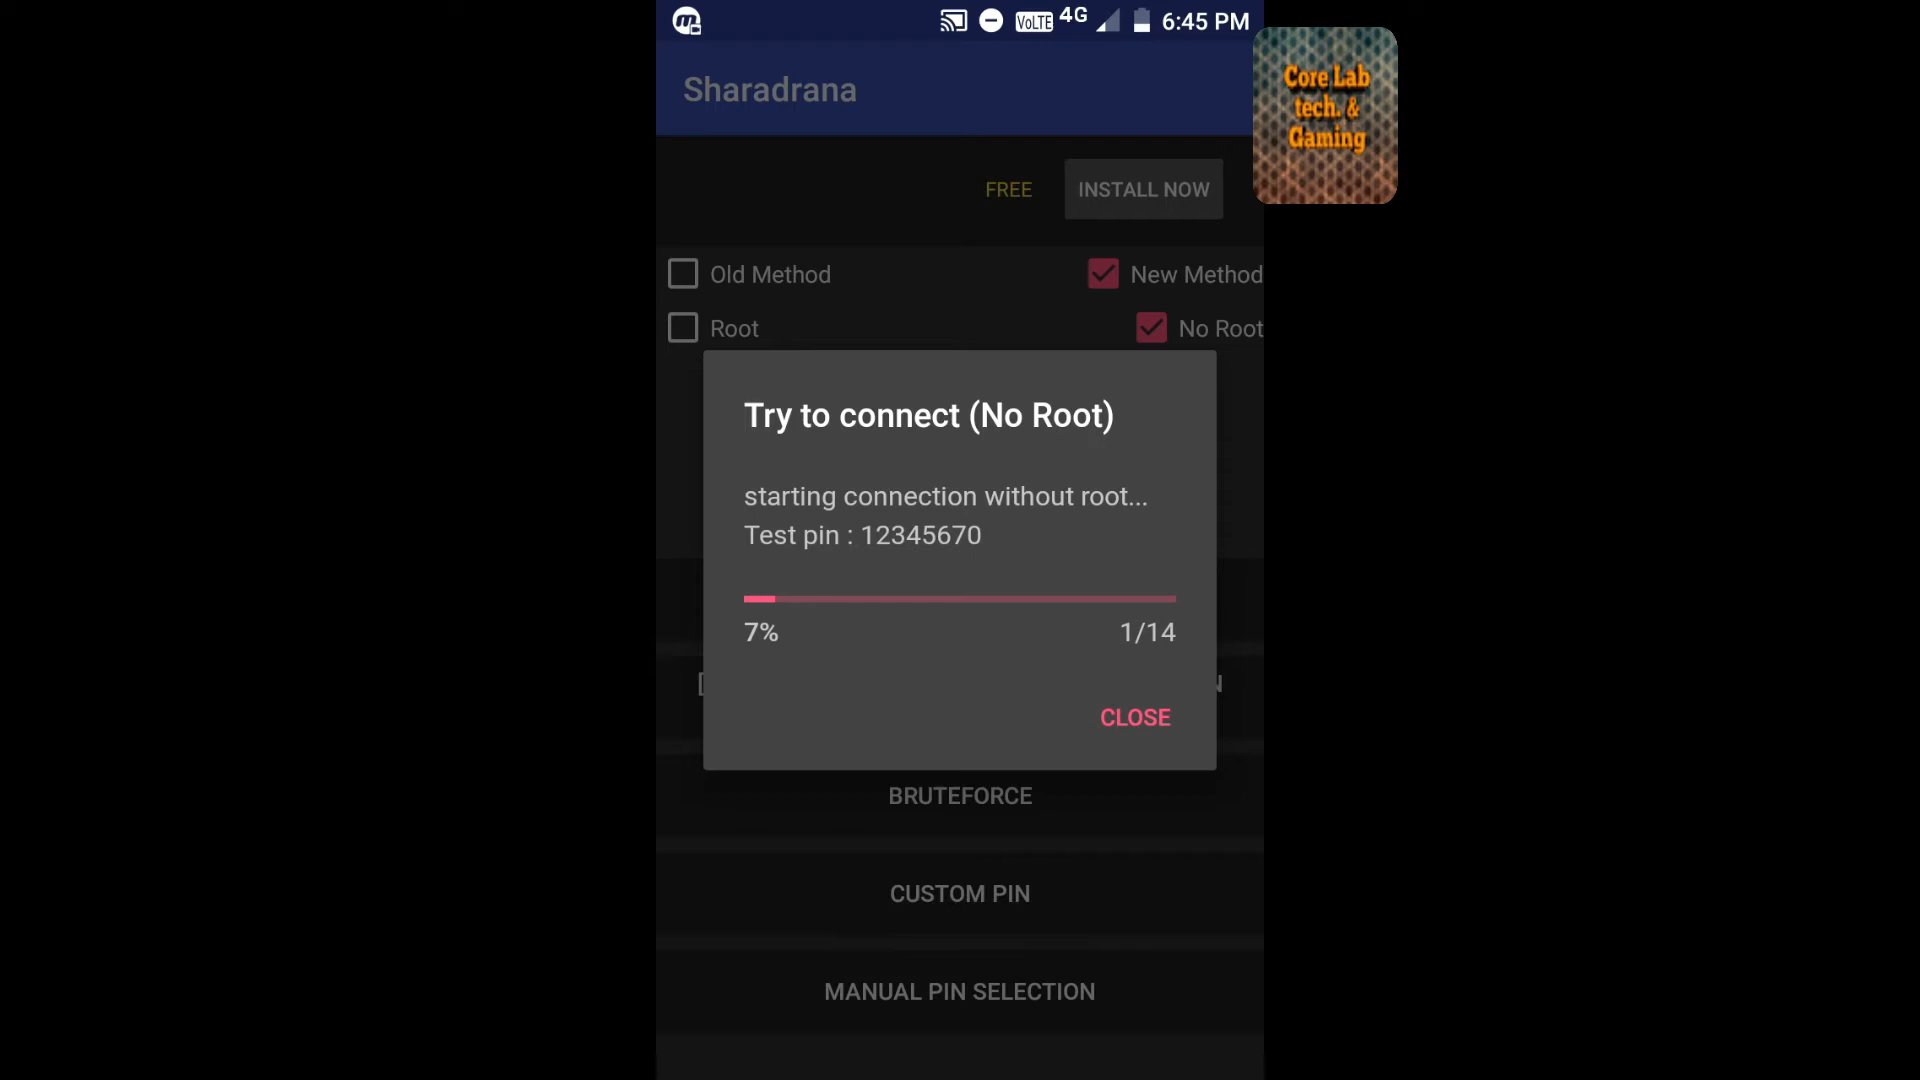 VoLTE 4G 6:45 PM
Sharadrana
Core Lab
tech. &
Gaming
FREE INSTALL NOW
Old Method New Method
Root No Root
Try to connect (No Root)
starting connection without root...
Test pin : 12345670
7% 1/14
CLOSE
BRUTEFORCE
CUSTOM PIN
MANUAL PIN SELECTION